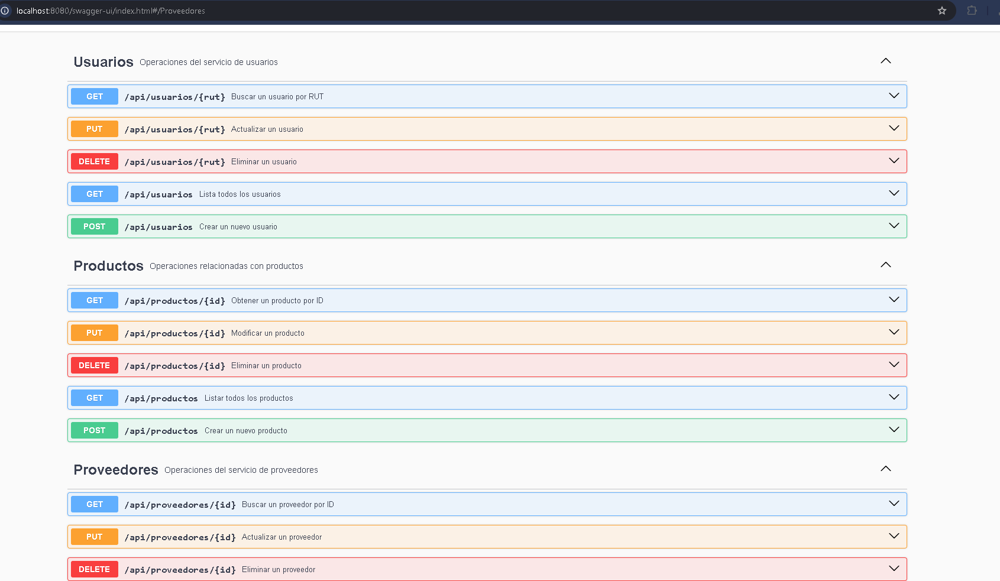 localhost:8080/swagger-ui/index.html#/Proveedores
Usuarios Operaciones del servicio de usuarios
GET /api/usuarios/{rut} Buscar un usuario por RUT
PUT /api/usuarios/{rut} Actualizar un usuario
DELETE /api/usuarios/{rut} Eliminar un usuario
GET /api/usuarios Lista todos los usuarios
POST /api/usuarios Crear un nuevo usuario
Productos Operaciones relacionadas con productos
GET /api/productos/{id} Obtener un producto por ID
PUT /api/productos/{id} Modificar un producto
DELETE /api/productos/{id} Eliminar un producto
GET /api/productos Listar todos los productos
POST /api/productos Crear un nuevo producto
Proveedores Operaciones del servicio de proveedores
GET /api/proveedores/{id} Buscar un proveedor por ID
PUT /api/proveedores/{id} Actualizar un proveedor
DELETE /api/proveedores/{id} Eliminar un proveedor